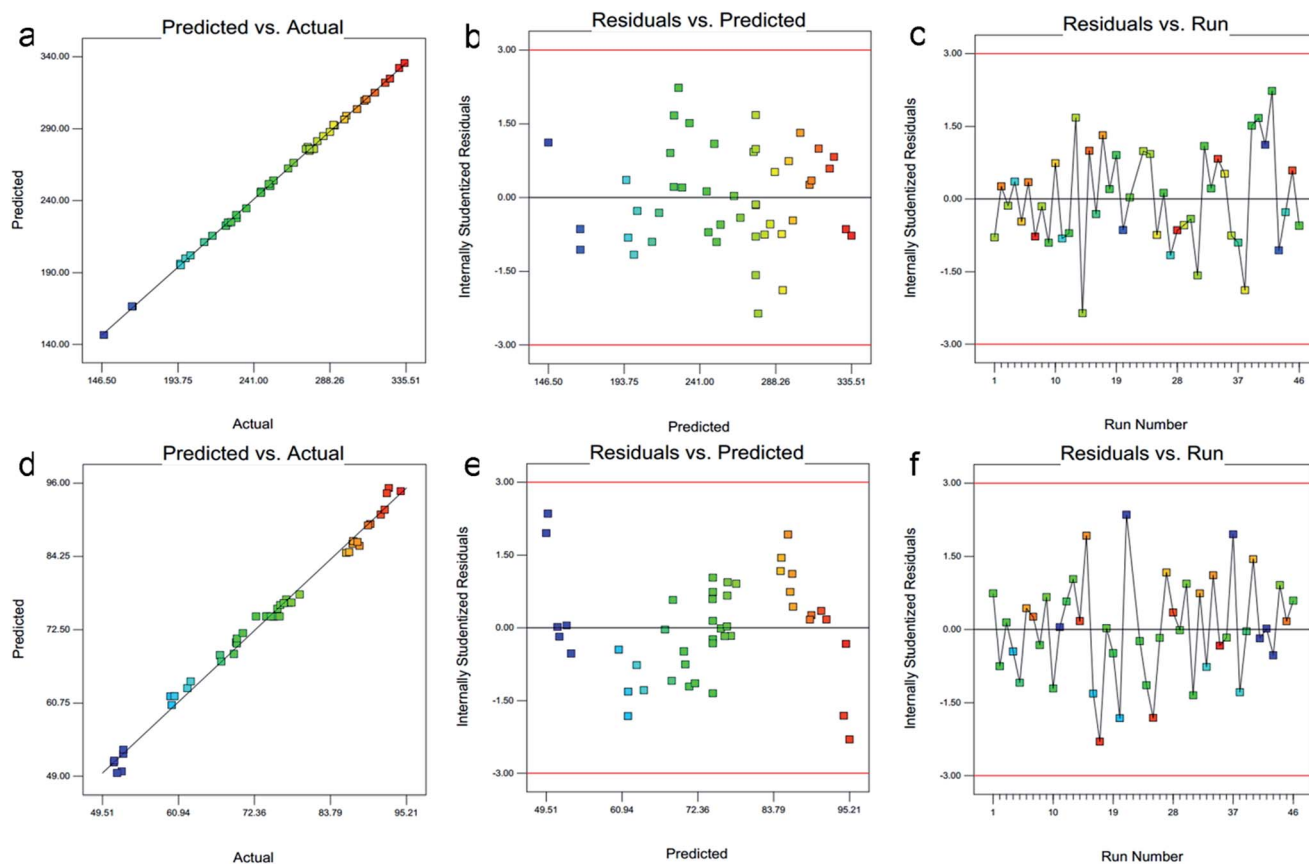 a
Predicted vs. Actual
340.00
290.00
240.00
190.00
140.00
Predicted
146.50 193.75 241.00 288.26 335.51
Actual
b
Residuals vs. Predicted
3.00
1.50
0.00
-1.50
-3.00
Internally Studentized Residuals
146.50 193.75 241.00 288.26 335.51
Predicted
c
Residuals vs. Run
3.00
1.50
0.00
-1.50
-3.00
Internally Studentized Residuals
1 10 19 28 37 46
Run Number
d
Predicted vs. Actual
96.00
84.25
72.50
60.75
49.00
Predicted
49.51 60.94 72.36 83.79 95.21
Actual
e
Residuals vs. Predicted
3.00
1.50
0.00
-1.50
-3.00
Internally Studentized Residuals
49.51 60.94 72.36 83.79 95.21
Predicted
f
Residuals vs. Run
3.00
1.50
0.00
-1.50
-3.00
Internally Studentized Residuals
1 10 19 28 37 46
Run Number